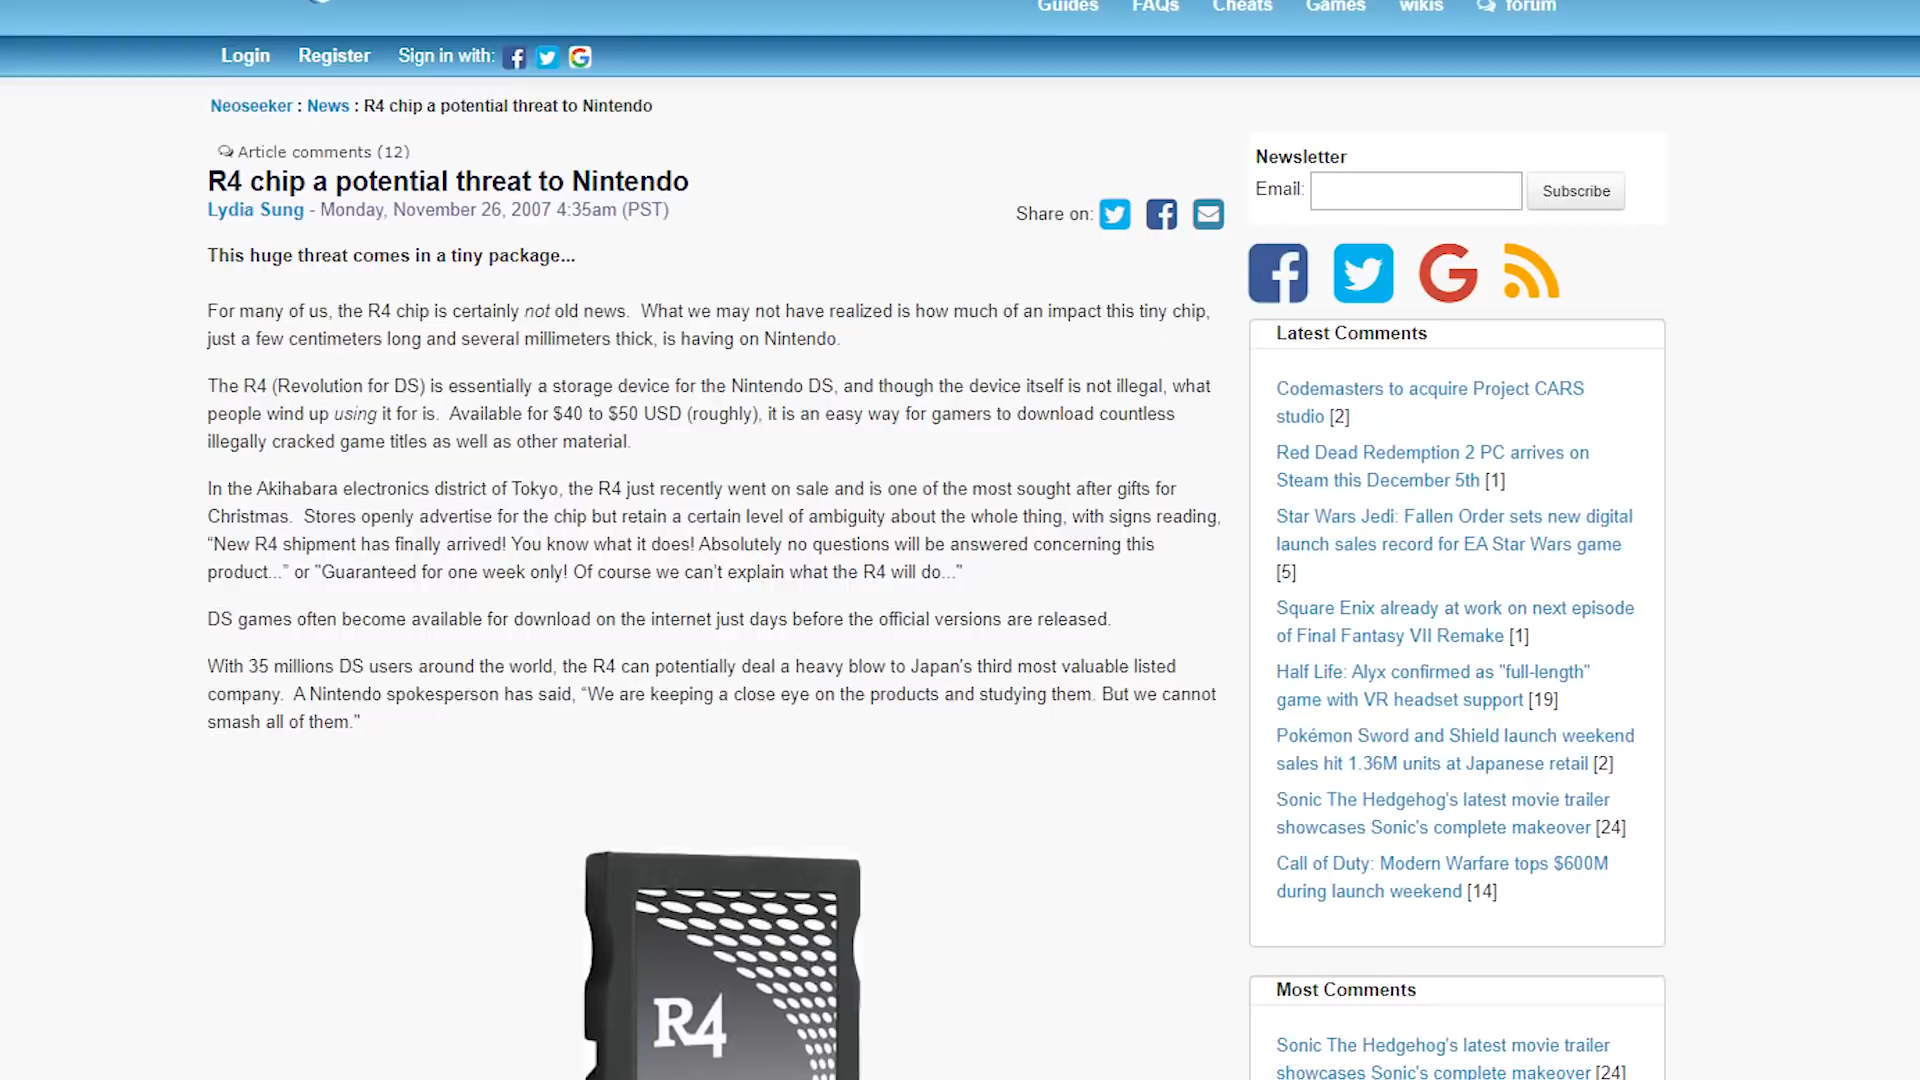 Guides FAQs Cheats Games wikis forum
Login Register Sign in with:
Neoseeker : News : R4 chip a potential threat to Nintendo
Article comments (12)
R4 chip a potential threat to Nintendo
Lydia Sung - Monday, November 26, 2007 4:35am (PST)
Share on:
This huge threat comes in a tiny package...
For many of us, the R4 chip is certainly not old news.  What we may not have realized is how much of an impact this tiny chip,
just a few centimeters long and several millimeters thick, is having on Nintendo.
The R4 (Revolution for DS) is essentially a storage device for the Nintendo DS, and though the device itself is not illegal, what
people wind up using it for is.  Available for $40 to $50 USD (roughly), it is an easy way for gamers to download countless
illegally cracked game titles as well as other material.
In the Akihabara electronics district of Tokyo, the R4 just recently went on sale and is one of the most sought after gifts for
Christmas.  Stores openly advertise for the chip but retain a certain level of ambiguity about the whole thing, with signs reading,
“New R4 shipment has finally arrived! You know what it does! Absolutely no questions will be answered concerning this
product...” or "Guaranteed for one week only! Of course we can’t explain what the R4 will do..."
DS games often become available for download on the internet just days before the official versions are released.
With 35 millions DS users around the world, the R4 can potentially deal a heavy blow to Japan's third most valuable listed
company.  A Nintendo spokesperson has said, “We are keeping a close eye on the products and studying them. But we cannot
smash all of them.”
R4
Newsletter
Email: Subscribe
Latest Comments
Codemasters to acquire Project CARS
studio [2]
Red Dead Redemption 2 PC arrives on
Steam this December 5th [1]
Star Wars Jedi: Fallen Order sets new digital
launch sales record for EA Star Wars game
[5]
Square Enix already at work on next episode
of Final Fantasy VII Remake [1]
Half Life: Alyx confirmed as "full-length"
game with VR headset support [19]
Pokémon Sword and Shield launch weekend
sales hit 1.36M units at Japanese retail [2]
Sonic The Hedgehog's latest movie trailer
showcases Sonic's complete makeover [24]
Call of Duty: Modern Warfare tops $600M
during launch weekend [14]
Most Comments
Sonic The Hedgehog's latest movie trailer
showcases Sonic's complete makeover [24]